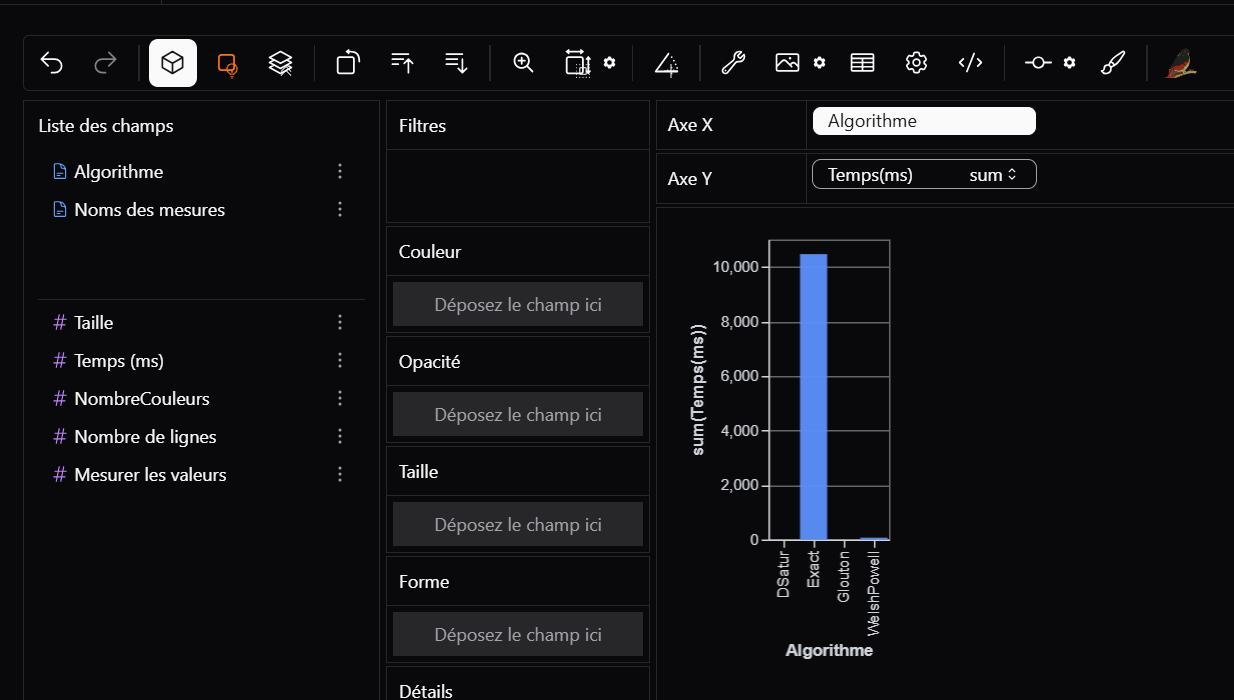 Liste des champs
Algorithme
Noms des mesures
Taille
Temps (ms)
NombreCouleurs
Nombre de lignes
Mesurer les valeurs
Filtres
Couleur
Déposez le champ ici
Opacité
Déposez le champ ici
Taille
Déposez le champ ici
Forme
Déposez le champ ici
Détails
Axe X
Algorithme
Axe Y
Temps(ms) sum
sum(Temps(ms))
10,000
8,000
6,000
4,000
2,000
0
DSatur
Exact
Glouton
WelshPowell
Algorithme